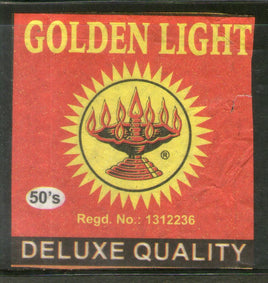 GOLDEN LIGHT
®
50's
Regd. No.: 1312236
DELUXE QUALITY